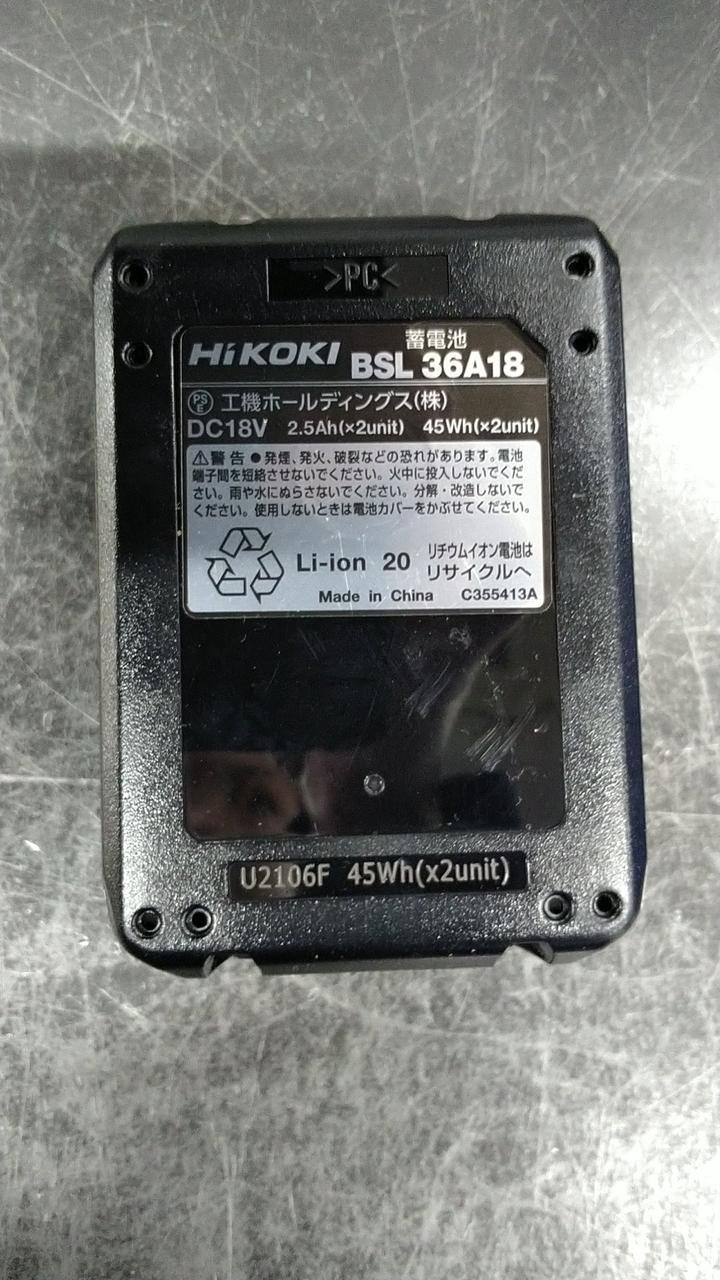 >PC<
HiKOKI 蓄電池 BSL 36A18
PSE 工機ホールディングス(株)
DC18V 2.5Ah(×2unit) 45Wh(×2unit)
⚠警告 ●発煙、発火、破裂などの恐れがあります。電池
端子間を短絡させないでください。火中に投入しないでくだ
さい。雨や水にぬらさないでください。分解・改造しないで
ください。使用しないときは電池カバーをかぶせてください。
Li-ion 20 リチウムイオン電池は
リサイクルへ
Made in China C355413A
U2106F 45Wh(x2unit)